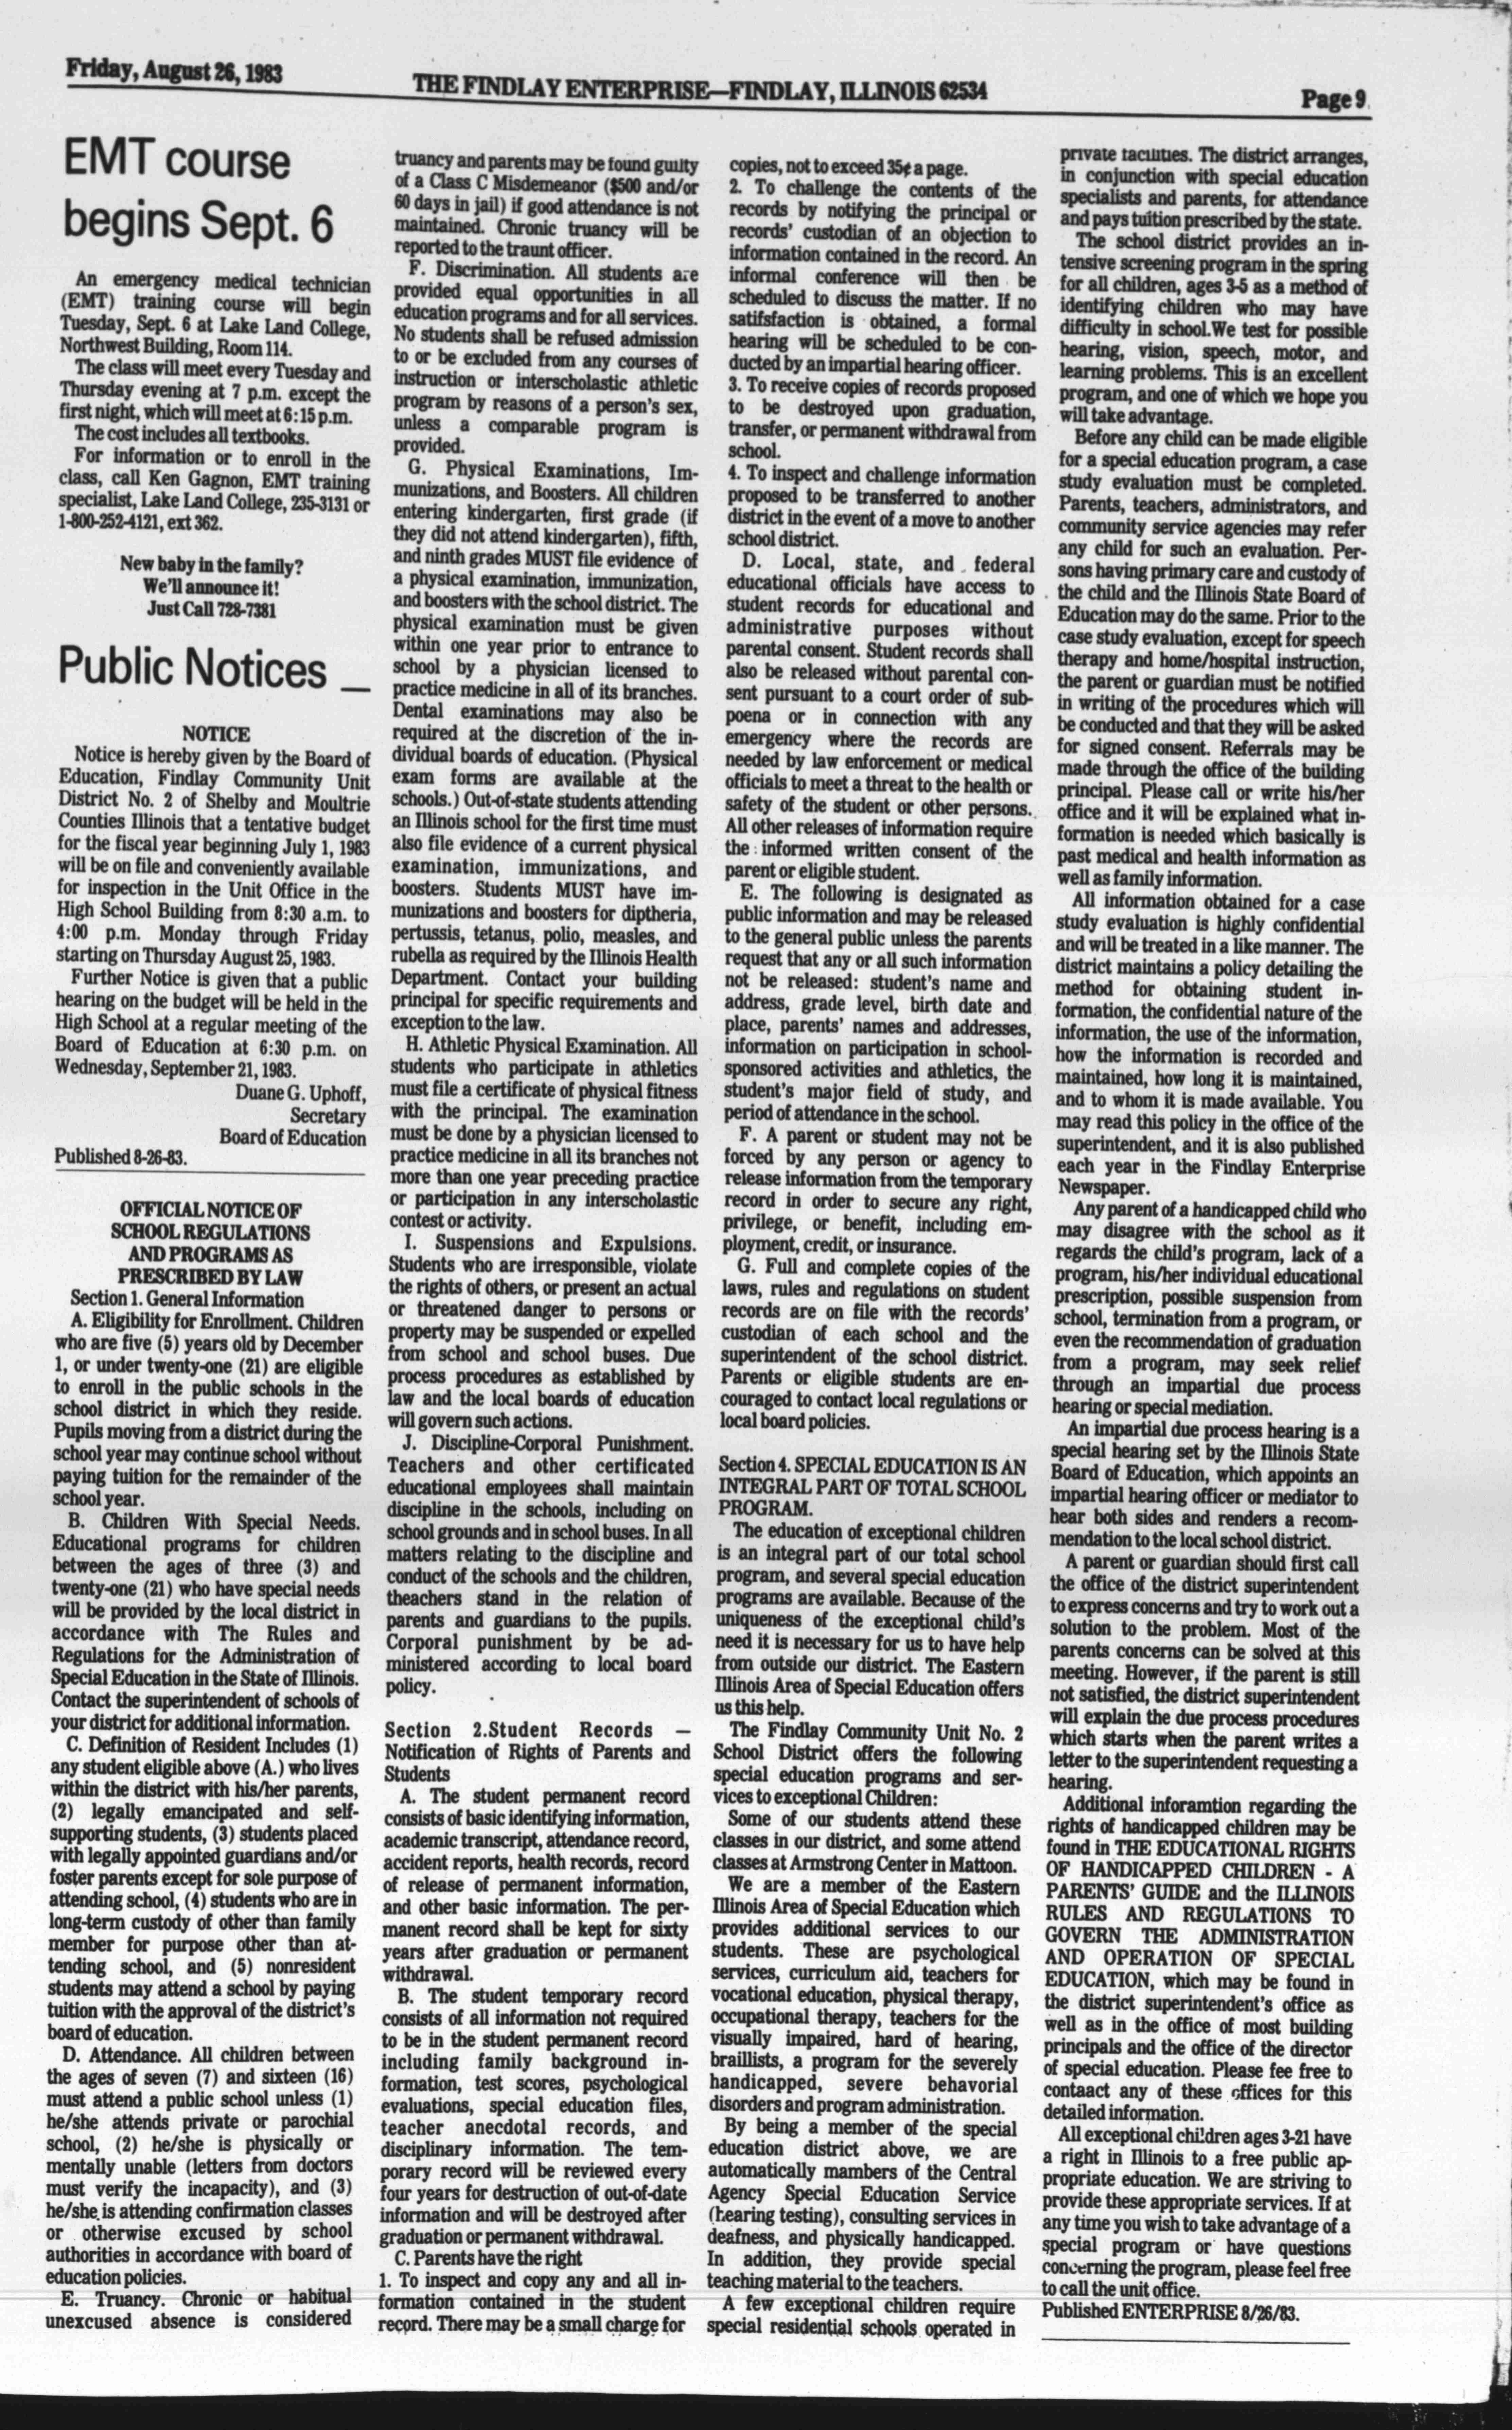 Friday, August 26, 1983
THE FINDLAY ENTERPRISE—FINDLAY, ILLINOIS 62534
Page 9
EMT course
begins Sept. 6
An emergency medical technician
(EMT) training course will begin
Tuesday, Sept. 6 at Lake Land College,
Northwest Building, Room 114.
The class will meet every Tuesday and
Thursday evening at 7 p.m. except the
first night, which will meet at 6:15 p.m.
The cost includes all textbooks.
For information or to enroll in the
class, call Ken Gagnon, EMT training
specialist, Lake Land College, 235-3131 or
1-800-252-4121, ext 362.
New baby in the family?
We'll announce it!
Just Call 728-7381
Public Notices _
NOTICE
Notice is hereby given by the Board of
Education, Findlay Community Unit
District No. 2 of Shelby and Moultrie
Counties Illinois that a tentative budget
for the fiscal year beginning July 1, 1983
will be on file and conveniently available
for inspection in the Unit Office in the
High School Building from 8:30 a.m. to
4:00 p.m. Monday through Friday
starting on Thursday August 25, 1983.
Further Notice is given that a public
hearing on the budget will be held in the
High School at a regular meeting of the
Board of Education at 6:30 p.m. on
Wednesday, September 21, 1983.
Duane G. Uphoff,
Secretary
Board of Education
Published 8-26-83.
OFFICIAL NOTICE OF
SCHOOL REGULATIONS
AND PROGRAMS AS
PRESCRIBED BY LAW
Section 1. General Information
A. Eligibility for Enrollment. Children
who are five (5) years old by December
1, or under twenty-one (21) are eligible
to enroll in the public schools in the
school district in which they reside.
Pupils moving from a district during the
school year may continue school without
paying tuition for the remainder of the
school year.
B. Children With Special Needs.
Educational programs for children
between the ages of three (3) and
twenty-one (21) who have special needs
will be provided by the local district in
accordance with The Rules and
Regulations for the Administration of
Special Education in the State of Illinois.
Contact the superintendent of schools of
your district for additional information.
C. Definition of Resident Includes (1)
any student eligible above (A.) who lives
within the district with his/her parents,
(2) legally emancipated and self-
supporting students, (3) students placed
with legally appointed guardians and/or
foster parents except for sole purpose of
attending school, (4) students who are in
long-term custody of other than family
member for purpose other than at-
tending school, and (5) nonresident
students may attend a school by paying
tuition with the approval of the district's
board of education.
D. Attendance. All children between
the ages of seven (7) and sixteen (16)
must attend a public school unless (1)
he/she attends private or parochial
school, (2) he/she is physically or
mentally unable (letters from doctors
must verify the incapacity), and (3)
he/she is attending confirmation classes
or otherwise excused by school
authorities in accordance with board of
education policies.
E. Truancy. Chronic or habitual
unexcused absence is considered
truancy and parents may be found guilty
of a Class C Misdemeanor ($500 and/or
60 days in jail) if good attendance is not
maintained. Chronic truancy will be
reported to the traunt officer.
F. Discrimination. All students are
provided equal opportunities in all
education programs and for all services.
No students shall be refused admission
to or be excluded from any courses of
instruction or interscholastic athletic
program by reasons of a person's sex,
unless a comparable program is
provided.
G. Physical Examinations, Im-
munizations, and Boosters. All children
entering kindergarten, first grade (if
they did not attend kindergarten), fifth,
and ninth grades MUST file evidence of
a physical examination, immunization,
and boosters with the school district. The
physical examination must be given
within one year prior to entrance to
school by a physician licensed to
practice medicine in all of its branches.
Dental examinations may also be
required at the discretion of the in-
dividual boards of education. (Physical
exam forms are available at the
schools.) Out-of-state students attending
an Illinois school for the first time must
also file evidence of a current physical
examination, immunizations, and
boosters. Students MUST have im-
munizations and boosters for diptheria,
pertussis, tetanus, polio, measles, and
rubella as required by the Illinois Health
Department. Contact your building
principal for specific requirements and
exception to the law.
H. Athletic Physical Examination. All
students who participate in athletics
must file a certificate of physical fitness
with the principal. The examination
must be done by a physician licensed to
practice medicine in all its branches not
more than one year preceding practice
or participation in any interscholastic
contest or activity.
I. Suspensions and Expulsions.
Students who are irresponsible, violate
the rights of others, or present an actual
or threatened danger to persons or
property may be suspended or expelled
from school and school buses. Due
process procedures as established by
law and the local boards of education
will govern such actions.
J. Discipline-Corporal Punishment.
Teachers and other certificated
educational employees shall maintain
discipline in the schools, including on
school grounds and in school buses. In all
matters relating to the discipline and
conduct of the schools and the children,
theachers stand in the relation of
parents and guardians to the pupils.
Corporal punishment by be ad-
ministered according to local board
policy.
Section 2.Student Records —
Notification of Rights of Parents and
Students
A. The student permanent record
consists of basic identifying information,
academic transcript, attendance record,
accident reports, health records, record
of release of permanent information,
and other basic information. The per-
manent record shall be kept for sixty
years after graduation or permanent
withdrawal.
B. The student temporary record
consists of all information not required
to be in the student permanent record
including family background in-
formation, test scores, psychological
evaluations, special education files,
teacher anecdotal records, and
disciplinary information. The tem-
porary record will be reviewed every
four years for destruction of out-of-date
information and will be destroyed after
graduation or permanent withdrawal.
C. Parents have the right
1. To inspect and copy any and all in-
formation contained in the student
record. There may be a small charge for
copies, not to exceed 35¢ a page.
2. To challenge the contents of the
records by notifying the principal or
records' custodian of an objection to
information contained in the record. An
informal conference will then be
scheduled to discuss the matter. If no
satifsfaction is obtained, a formal
hearing will be scheduled to be con-
ducted by an impartial hearing officer.
3. To receive copies of records proposed
to be destroyed upon graduation,
transfer, or permanent withdrawal from
school.
4. To inspect and challenge information
proposed to be transferred to another
district in the event of a move to another
school district.
D. Local, state, and federal
educational officials have access to
student records for educational and
administrative purposes without
parental consent. Student records shall
also be released without parental con-
sent pursuant to a court order of sub-
poena or in connection with any
emergency where the records are
needed by law enforcement or medical
officials to meet a threat to the health or
safety of the student or other persons.
All other releases of information require
the informed written consent of the
parent or eligible student.
E. The following is designated as
public information and may be released
to the general public unless the parents
request that any or all such information
not be released: student's name and
address, grade level, birth date and
place, parents' names and addresses,
information on participation in school-
sponsored activities and athletics, the
student's major field of study, and
period of attendance in the school.
F. A parent or student may not be
forced by any person or agency to
release information from the temporary
record in order to secure any right,
privilege, or benefit, including em-
ployment, credit, or insurance.
G. Full and complete copies of the
laws, rules and regulations on student
records are on file with the records'
custodian of each school and the
superintendent of the school district.
Parents or eligible students are en-
couraged to contact local regulations or
local board policies.
Section 4. SPECIAL EDUCATION IS AN
INTEGRAL PART OF TOTAL SCHOOL
PROGRAM.
The education of exceptional children
is an integral part of our total school
program, and several special education
programs are available. Because of the
uniqueness of the exceptional child's
need it is necessary for us to have help
from outside our district. The Eastern
Illinois Area of Special Education offers
us this help.
The Findlay Community Unit No. 2
School District offers the following
special education programs and ser-
vices to exceptional Children:
Some of our students attend these
classes in our district, and some attend
classes at Armstrong Center in Mattoon.
We are a member of the Eastern
Illinois Area of Special Education which
provides additional services to our
students. These are psychological
services, curriculum aid, teachers for
vocational education, physical therapy,
occupational therapy, teachers for the
visually impaired, hard of hearing,
braillists, a program for the severely
handicapped, severe behavorial
disorders and program administration.
By being a member of the special
education district above, we are
automatically mambers of the Central
Agency Special Education Service
(hearing testing), consulting services in
deafness, and physically handicapped.
In addition, they provide special
teaching material to the teachers.
A few exceptional children require
special residential schools operated in
private facilities. The district arranges,
in conjunction with special education
specialists and parents, for attendance
and pays tuition prescribed by the state.
The school district provides an in-
tensive screening program in the spring
for all children, ages 3-5 as a method of
identifying children who may have
difficulty in school.We test for possible
hearing, vision, speech, motor, and
learning problems. This is an excellent
program, and one of which we hope you
will take advantage.
Before any child can be made eligible
for a special education program, a case
study evaluation must be completed.
Parents, teachers, administrators, and
community service agencies may refer
any child for such an evaluation. Per-
sons having primary care and custody of
the child and the Illinois State Board of
Education may do the same. Prior to the
case study evaluation, except for speech
therapy and home/hospital instruction,
the parent or guardian must be notified
in writing of the procedures which will
be conducted and that they will be asked
for signed consent. Referrals may be
made through the office of the building
principal. Please call or write his/her
office and it will be explained what in-
formation is needed which basically is
past medical and health information as
well as family information.
All information obtained for a case
study evaluation is highly confidential
and will be treated in a like manner. The
district maintains a policy detailing the
method for obtaining student in-
formation, the confidential nature of the
information, the use of the information,
how the information is recorded and
maintained, how long it is maintained,
and to whom it is made available. You
may read this policy in the office of the
superintendent, and it is also published
each year in the Findlay Enterprise
Newspaper.
Any parent of a handicapped child who
may disagree with the school as it
regards the child's program, lack of a
program, his/her individual educational
prescription, possible suspension from
school, termination from a program, or
even the recommendation of graduation
from a program, may seek relief
through an impartial due process
hearing or special mediation.
An impartial due process hearing is a
special hearing set by the Illinois State
Board of Education, which appoints an
impartial hearing officer or mediator to
hear both sides and renders a recom-
mendation to the local school district.
A parent or guardian should first call
the office of the district superintendent
to express concerns and try to work out a
solution to the problem. Most of the
parents concerns can be solved at this
meeting. However, if the parent is still
not satisfied, the district superintendent
will explain the due process procedures
which starts when the parent writes a
letter to the superintendent requesting a
hearing.
Additional inforamtion regarding the
rights of handicapped children may be
found in THE EDUCATIONAL RIGHTS
OF HANDICAPPED CHILDREN - A
PARENTS' GUIDE and the ILLINOIS
RULES AND REGULATIONS TO
GOVERN THE ADMINISTRATION
AND OPERATION OF SPECIAL
EDUCATION, which may be found in
the district superintendent's office as
well as in the office of most building
principals and the office of the director
of special education. Please fee free to
contaact any of these offices for this
detailed information.
All exceptional children ages 3-21 have
a right in Illinois to a free public ap-
propriate education. We are striving to
provide these appropriate services. If at
any time you wish to take advantage of a
special program or have questions
concerning the program, please feel free
to call the unit office.
Published ENTERPRISE 8/26/83.